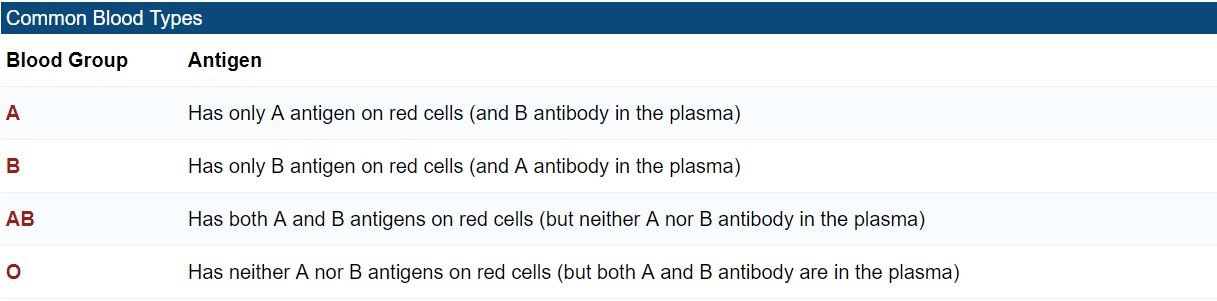 Common Blood Types
Blood Group Antigen
A Has only A antigen on red cells (and B antibody in the plasma)
B Has only B antigen on red cells (and A antibody in the plasma)
AB Has both A and B antigens on red cells (but neither A nor B antibody in the plasma)
O Has neither A nor B antigens on red cells (but both A and B antibody are in the plasma)